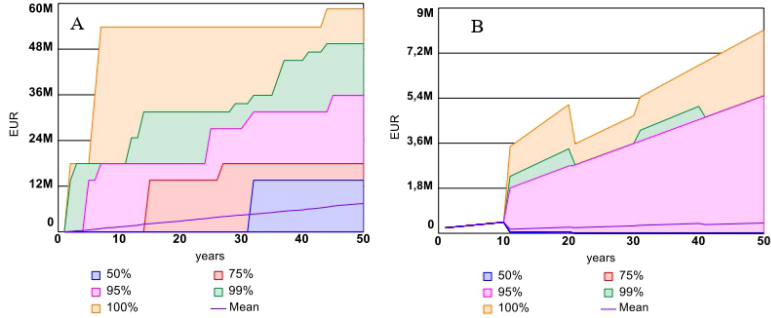 A
60M
48M
36M
24M
12M
0
EUR
0 10 20 30 40 50
years
50% 75%
95% 99%
100% Mean
B
9M
7,2M
5,4M
3,6M
1,8M
0
EUR
0 10 20 30 40 50
years
50% 75%
95% 99%
100% Mean